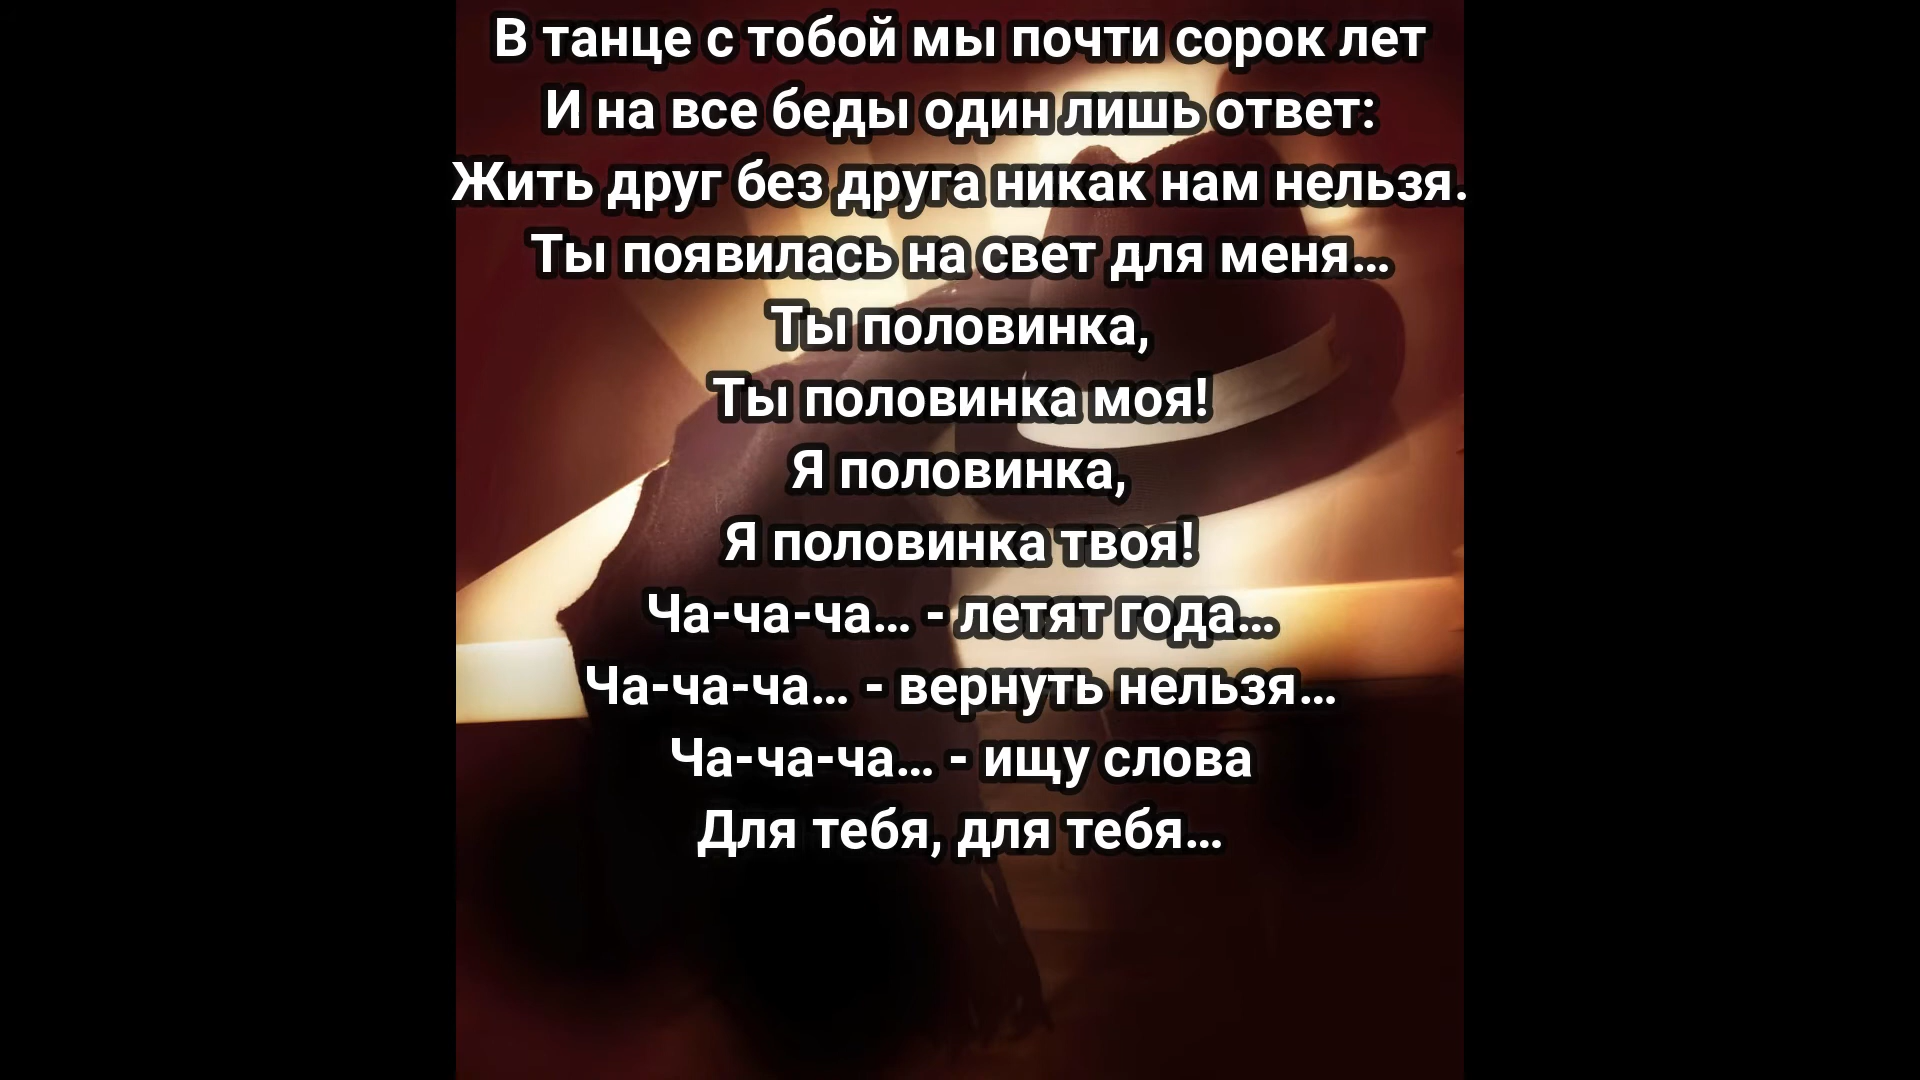 В танце с тобой мы почти сорок лет
И на все беды один лишь ответ:
Жить друг без друга никак нам нельзя.
Ты появилась на свет для меня...
Ты половинка,
Ты половинка моя!
Я половинка,
Я половинка твоя!
Ча-ча-ча... - летят года...
Ча-ча-ча... - вернуть нельзя...
Ча-ча-ча... - ищу слова
Для тебя, для тебя...